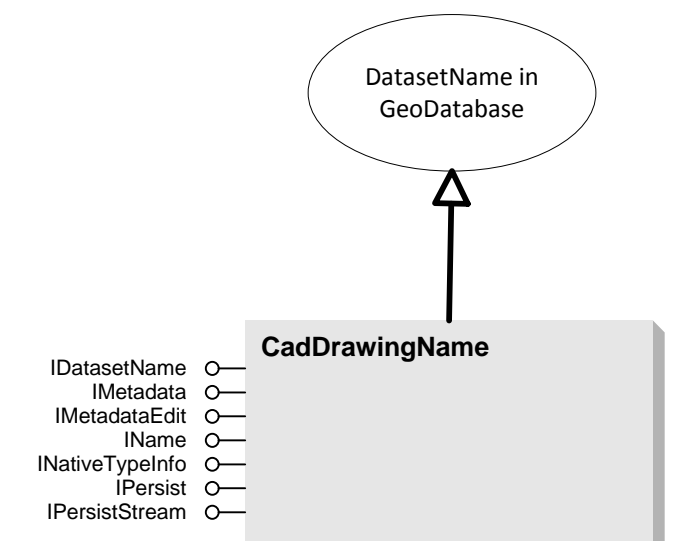 DatasetName in
GeoDatabase
CadDrawingName
IDatasetName
IMetadata
IMetadataEdit
IName
INativeTypeInfo
IPersist
IPersistStream